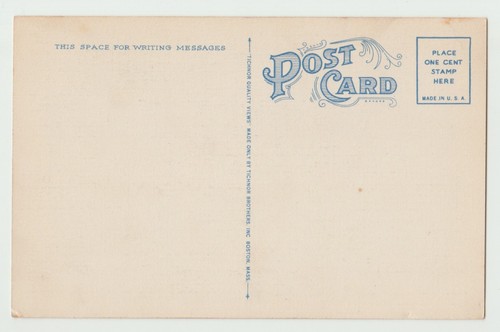 THIS SPACE FOR WRITING MESSAGES
POST
CARD
PLACE
ONE CENT
STAMP
HERE
MADE IN U.S.A.
TICHNOR QUALITY VIEWS MADE ONLY BY TICHNOR BROTHERS, INC. BOSTON, MASS.